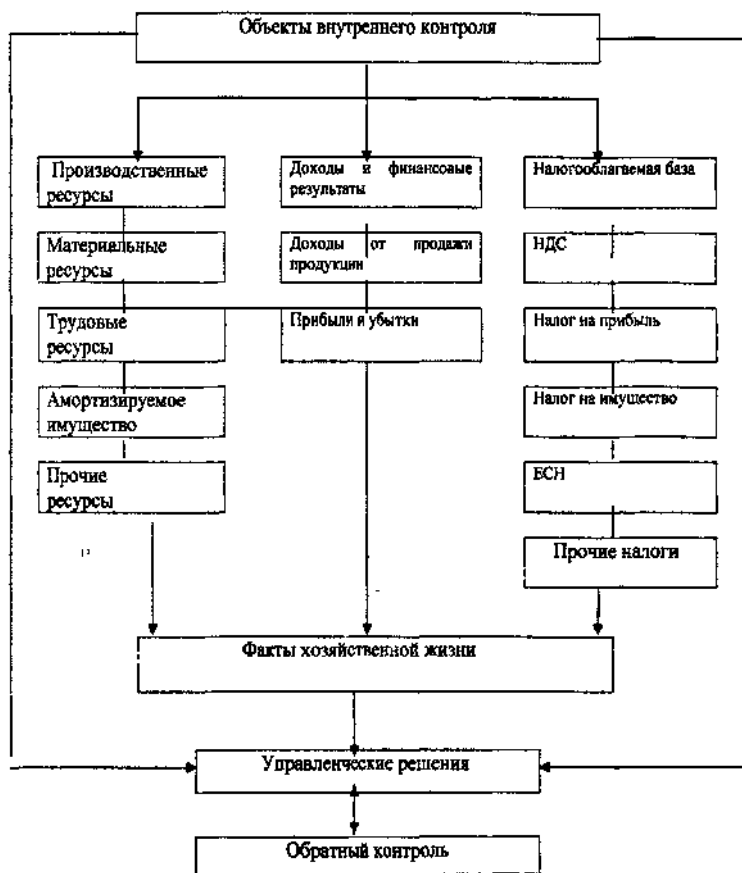 Объекты внутреннего контроля
Производственные
ресурсы
Доходы и финансовые
результаты
Налогооблагаемая база
Материальные
ресурсы
Доходы от продажи
продукции
НДС
Трудовые
ресурсы
Прибыли и убытки
Налог на прибыль
Амортизируемое
имущество
Налог на имущество
Прочие
ресурсы
ЕСН
Прочие налоги
Факты хозяйственной жизни
Управленческие решения
Обратный контроль